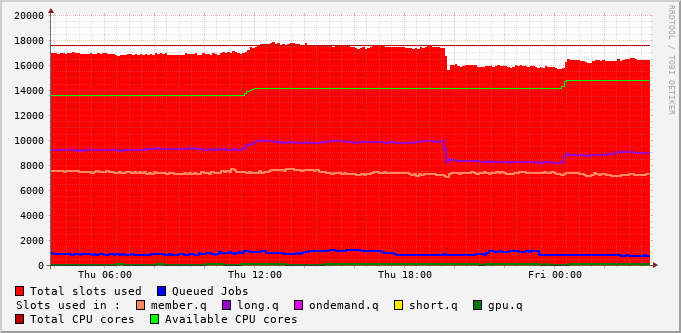 20000
18000
16000
14000
12000
10000
8000
6000
4000
2000
0
Thu 06:00 Thu 12:00 Thu 18:00 Fri 00:00
RRDTOOL / TOBI OETIKER
Total slots used Queued Jobs
Slots used in : member.q long.q ondemand.q short.q gpu.q
Total CPU cores Available CPU cores